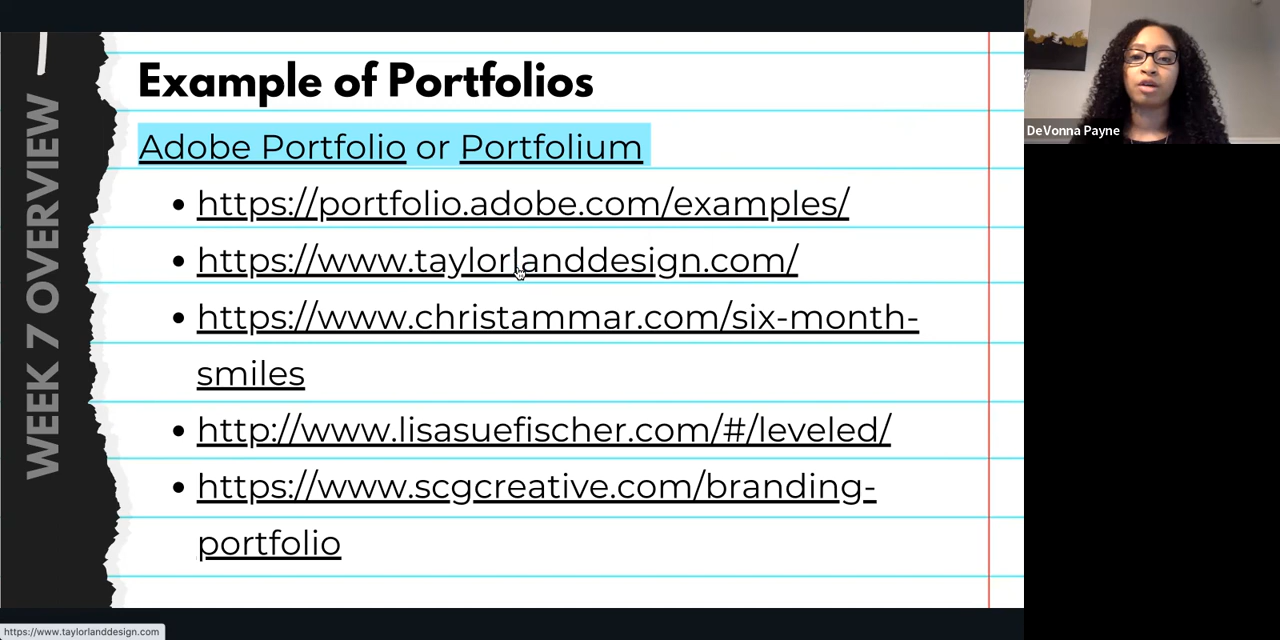 WEEK 7 OVERVIEW
Example of Portfolios
Adobe Portfolio or Portfolium
• https://portfolio.adobe.com/examples/
• https://www.taylorlanddesign.com/
• https://www.christammar.com/six-month-
smiles
• http://www.lisasuefischer.com/#/leveled/
• https://www.scgcreative.com/branding-
portfolio
DeVonna Payne
https://www.taylorlanddesign.com